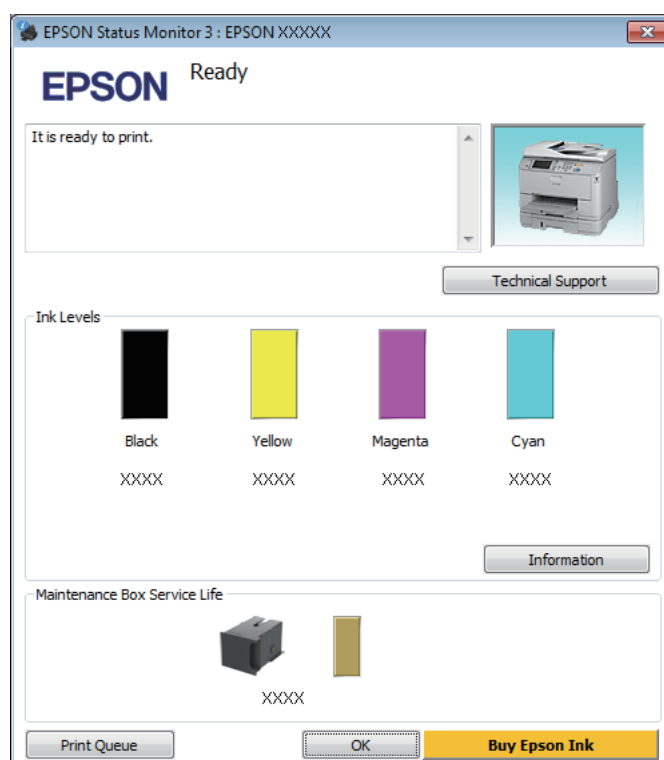 EPSON Status Monitor 3 : EPSON XXXXX
EPSON
Ready
It is ready to print.
Technical Support
Ink Levels
Black Yellow Magenta Cyan
XXXX XXXX XXXX XXXX
Information
Maintenance Box Service Life
XXXX
Print Queue OK Buy Epson Ink